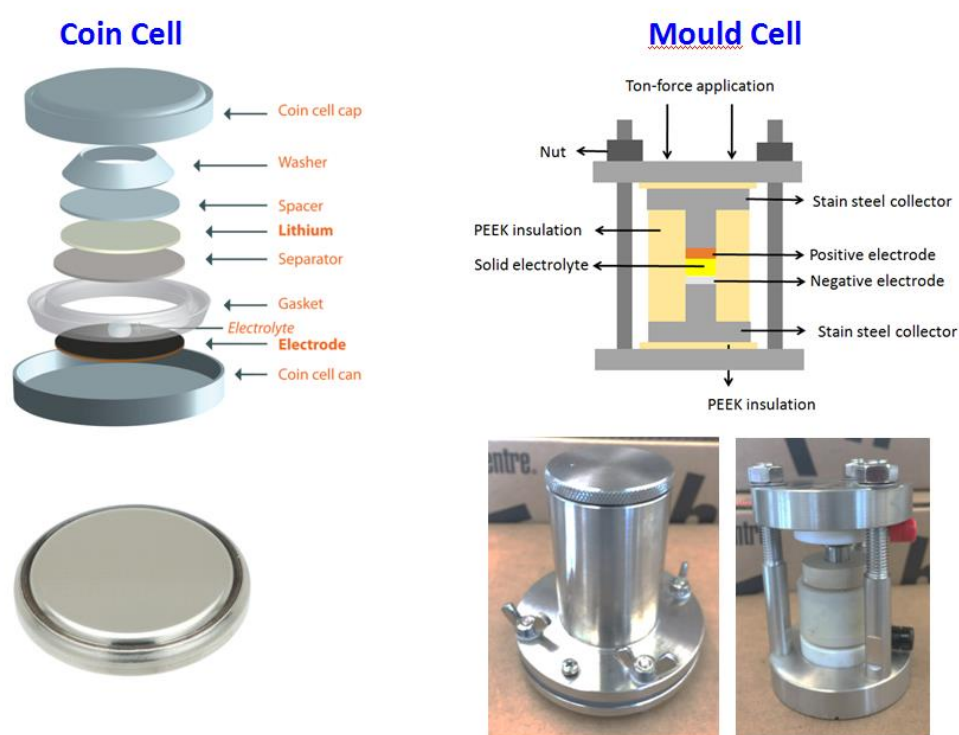 Coin Cell
Coin cell cap
Washer
Spacer
Lithium
Separator
Gasket
Electrolyte
Electrode
Coin cell can
Mould Cell
Ton-force application
Nut
Stain steel collector
PEEK insulation
Positive electrode
Solid electrolyte
Negative electrode
Stain steel collector
PEEK insulation
entre.